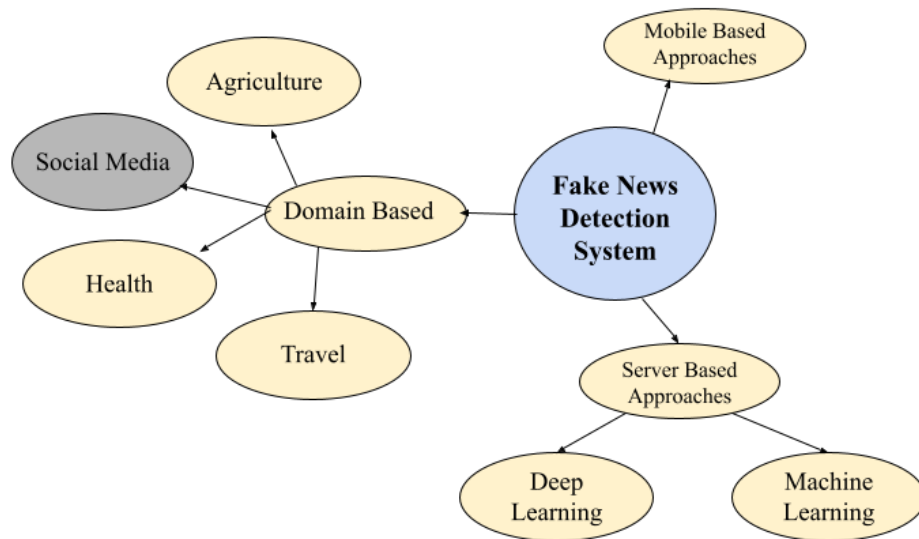 Mobile Based
Approaches
Agriculture
Social Media
Fake News
Detection
System
Domain Based
Health
Travel
Server Based
Approaches
Deep
Learning
Machine
Learning